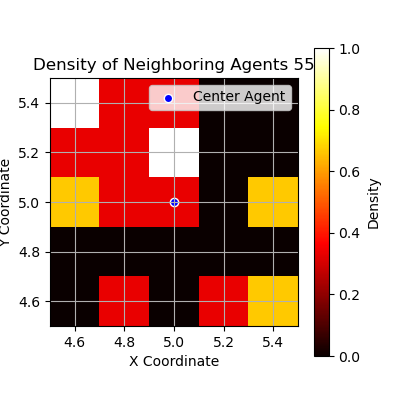 Density of Neighboring Agents 55
Center Agent
Y Coordinate
5.4
5.2
5.0
4.8
4.6
4.6 4.8 5.0 5.2 5.4
X Coordinate
1.0
0.8
0.6
0.4
0.2
0.0
Density